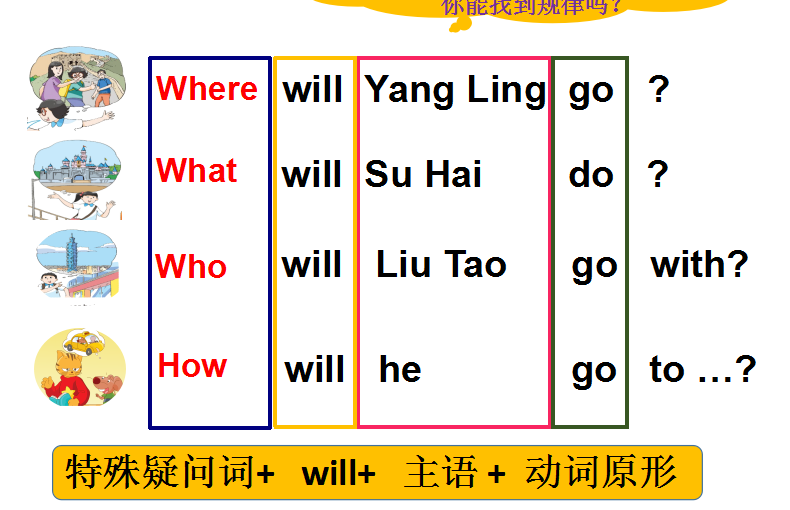 你能找到规律吗?
Where will Yang Ling go ?
What will Su Hai do ?
Who will Liu Tao go with?
How will he go to …?
特殊疑问词+ will+ 主语 + 动词原形